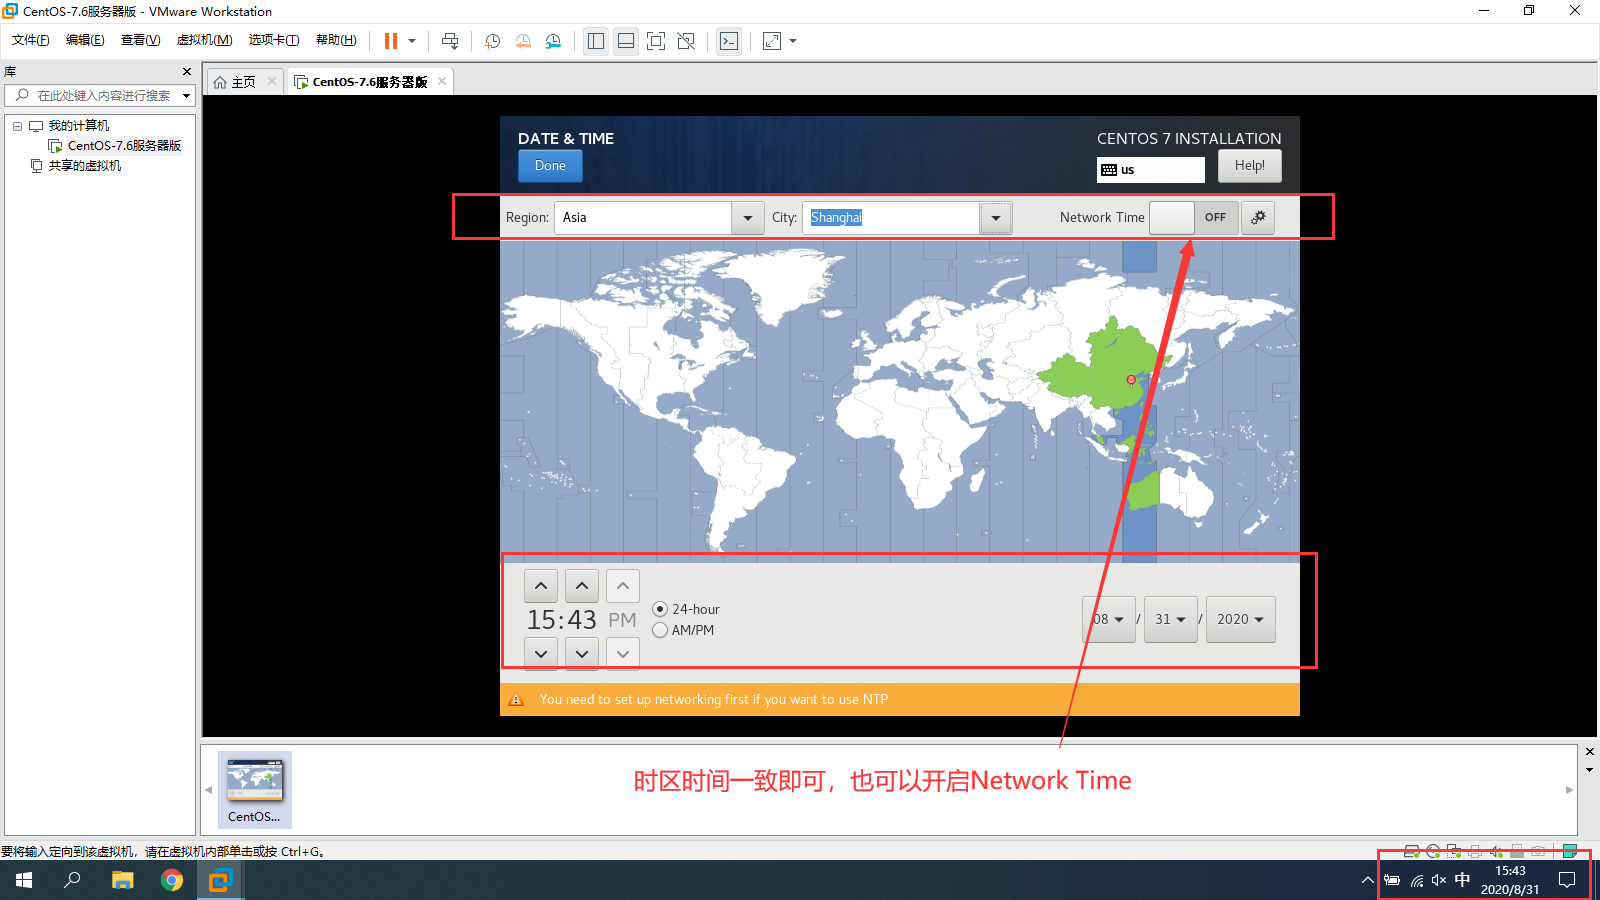 CentOS-7.6服务器版 - VMware Workstation
文件(F) 编辑(E) 查看(V) 虚拟机(M) 选项卡(T) 帮助(H)
库
在此处键入内容进行搜索
我的计算机
CentOS-7.6服务器版
共享的虚拟机
主页
CentOS-7.6服务器版
DATE & TIME
Done
CENTOS 7 INSTALLATION
us
Help!
Region: Asia City: Shanghai Network Time OFF
15:43 PM
24-hour
AM/PM
08 / 31 / 2020
You need to set up networking first if you want to use NTP
时区时间一致即可，也可以开启Network Time
CentOS...
要将输入定向到该虚拟机，请在虚拟机内部单击或按 Ctrl+G。
中
15:43
2020/8/31